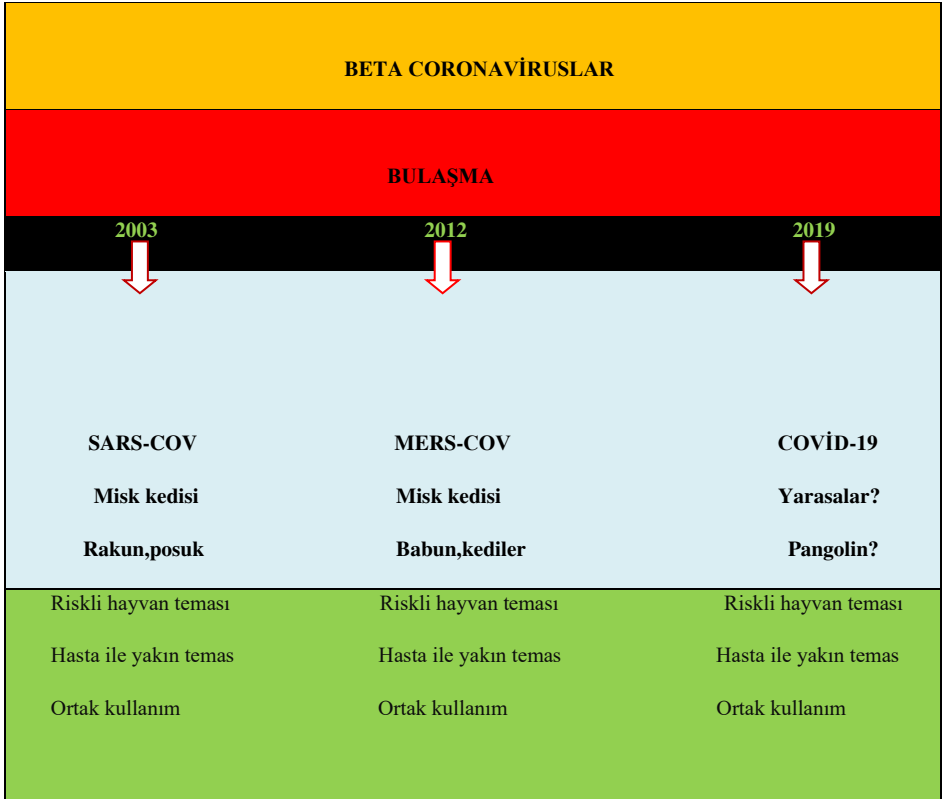 BETA CORONAVİRUSLAR
BULAŞMA
2003 2012 2019
SARS-COV MERS-COV COVİD-19
Misk kedisi Misk kedisi Yarasalar?
Rakun,posuk Babun,kediler Pangolin?
Riskli hayvan teması Riskli hayvan teması Riskli hayvan teması
Hasta ile yakın temas Hasta ile yakın temas Hasta ile yakın temas
Ortak kullanım Ortak kullanım Ortak kullanım